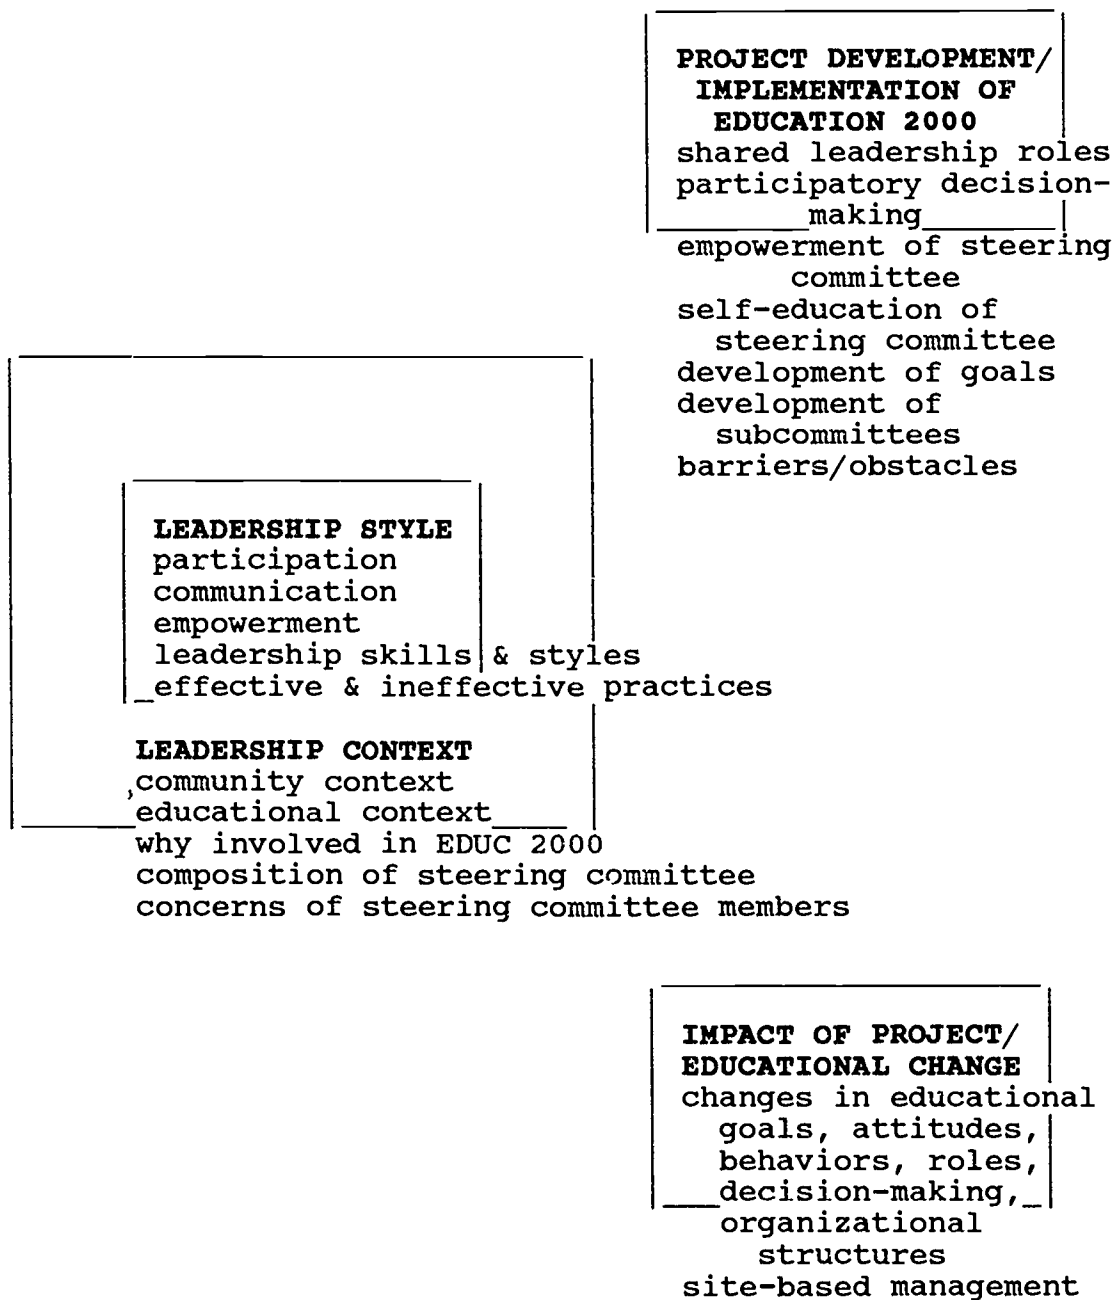 PROJECT DEVELOPMENT/
IMPLEMENTATION OF
EDUCATION 2000
shared leadership roles
participatory decision-
making
empowerment of steering
committee
self-education of
steering committee
development of goals
development of
subcommittees
barriers/obstacles
LEADERSHIP STYLE
participation
communication
empowerment
leadership skills & styles
effective & ineffective practices
LEADERSHIP CONTEXT
community context
educational context
why involved in EDUC 2000
composition of steering committee
concerns of steering committee members
IMPACT OF PROJECT/
EDUCATIONAL CHANGE
changes in educational
goals, attitudes,
behaviors, roles,
decision-making,
organizational
structures
site-based management